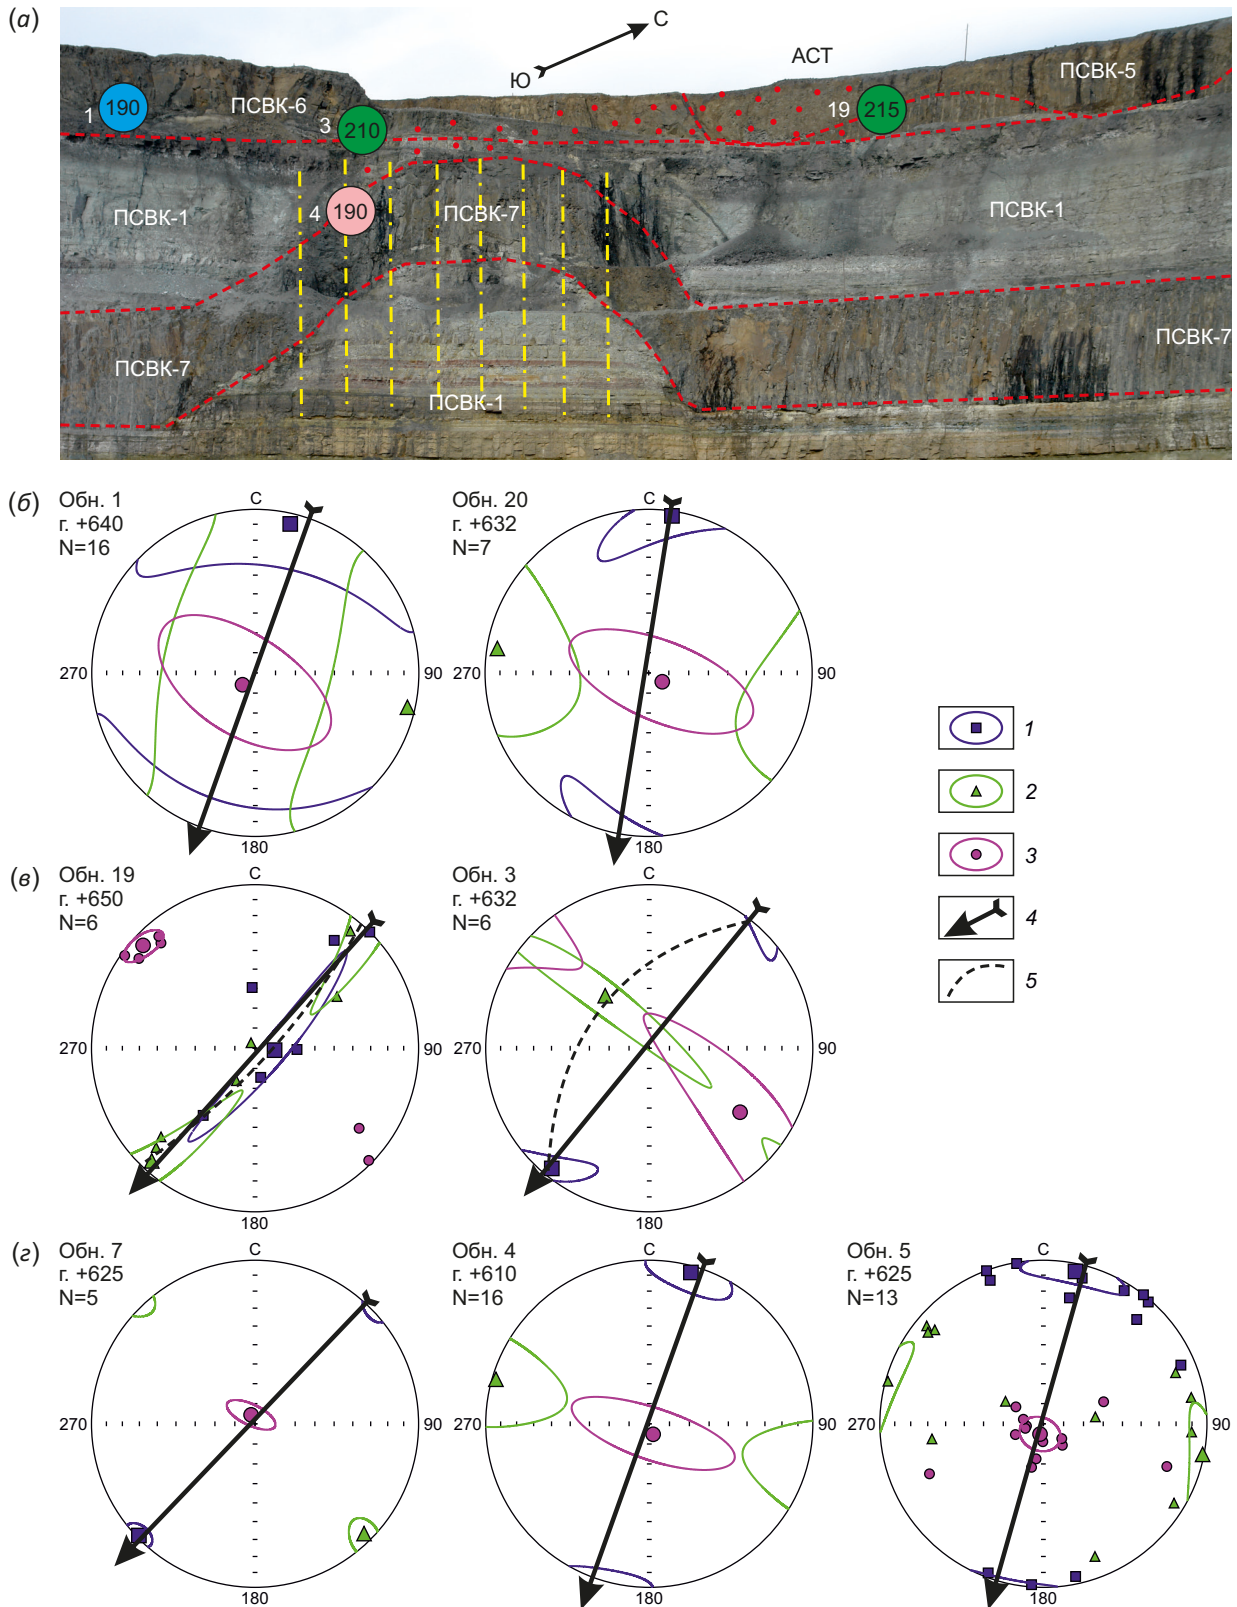 (а)
С
Ю
АСТ
ПСВК-5
ПСВК-6
1
190
3
210
19
215
ПСВК-1
4
190
ПСВК-7
ПСВК-1
ПСВК-7
ПСВК-7
ПСВК-1
(б)
Обн. 1
г. +640
N=16
С
270
90
180
Обн. 20
г. +632
N=7
С
270
90
180
(в)
Обн. 19
г. +650
N=6
С
270
90
180
Обн. 3
г. +632
N=6
С
270
90
180
1
2
3
4
5
(г)
Обн. 7
г. +625
N=5
С
270
90
180
Обн. 4
г. +610
N=16
С
270
90
180
Обн. 5
г. +625
N=13
С
270
90
180